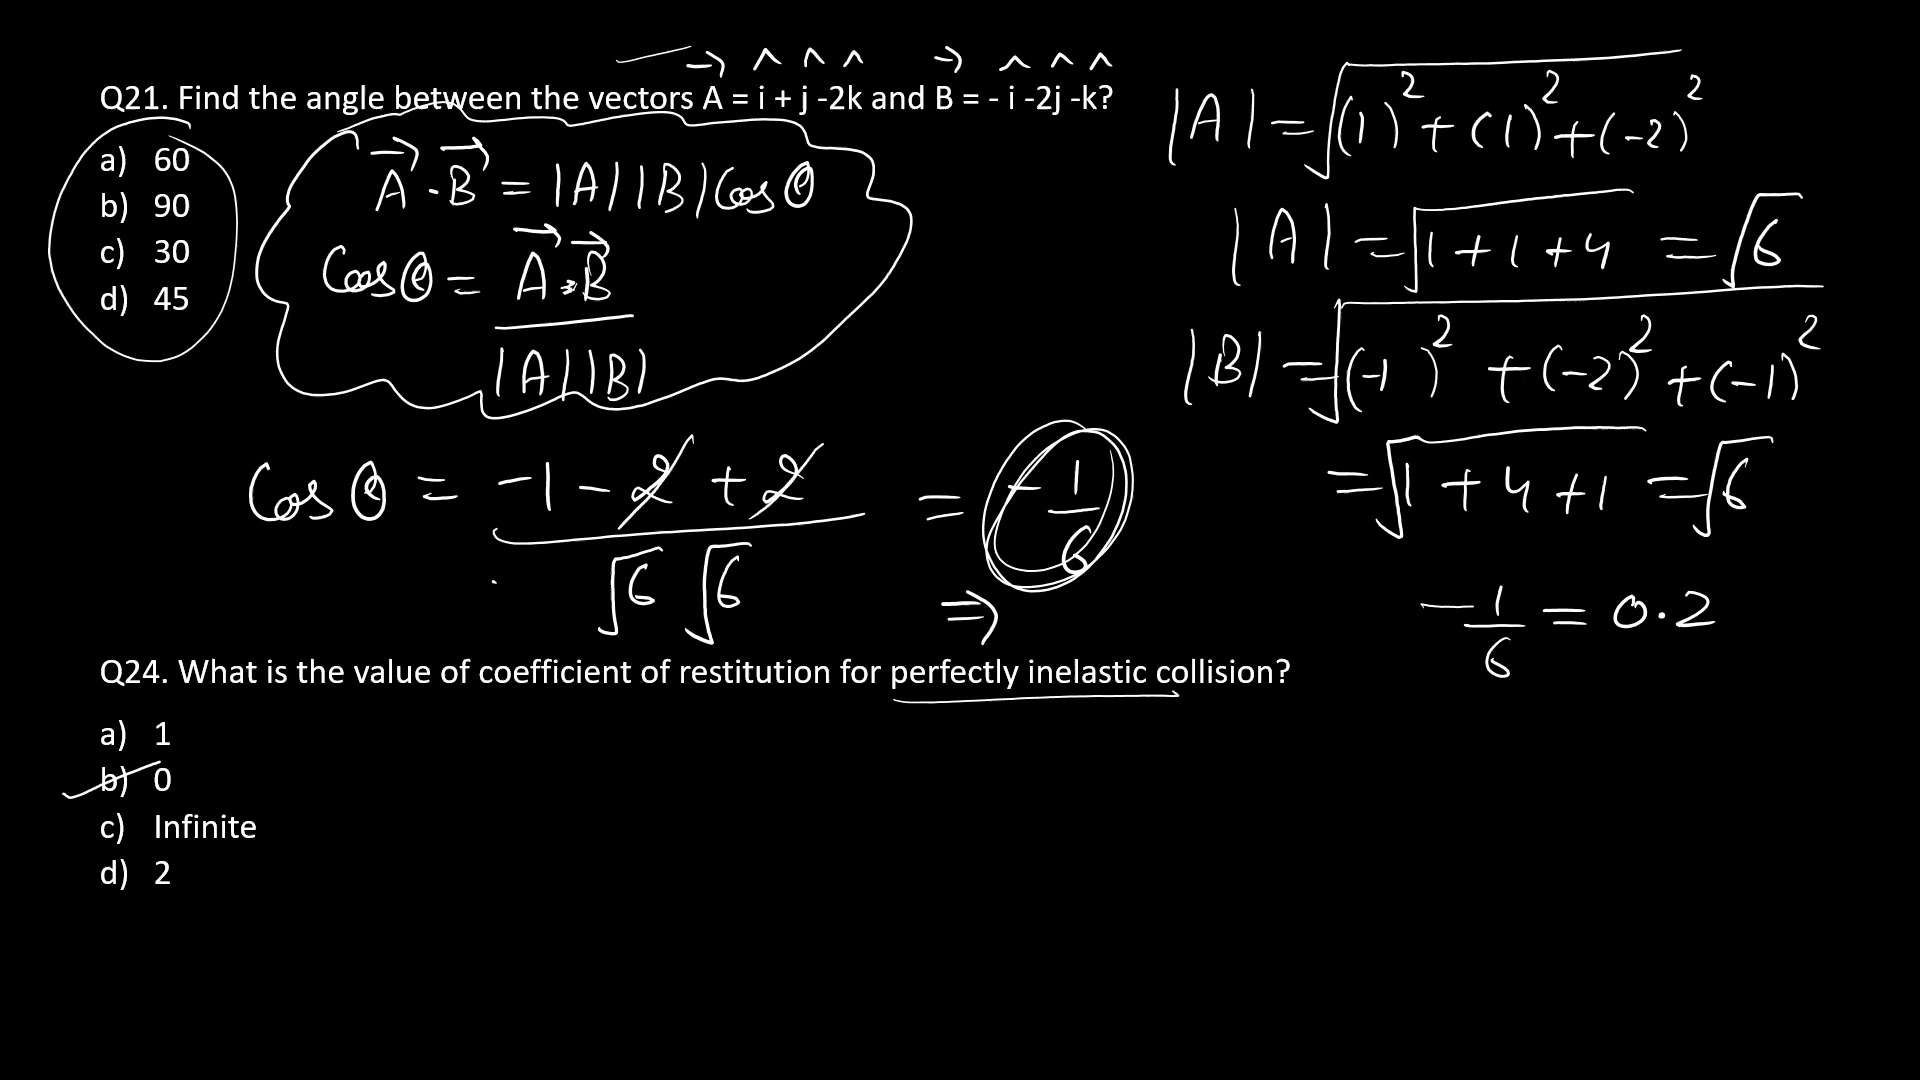 Q21. Find the angle between the vectors A = i + j -2k and B = - i -2j -k?
a) 60
b) 90
c) 30
d) 45
A⃗ · B⃗ = |A| |B| Cos θ
Cos θ = A⃗ · B⃗ / |A| |B|
Cos θ = -1 - 2 + 2 / √6 √6 = - 1/6
⇒
|A| = √(1)² + (1)² + (-2)²
|A| = √1 + 1 + 4 = √6
|B| = √(-1)² + (-2)² + (-1)²
= √1 + 4 + 1 = √6
- 1/6 = 0.2
Q24. What is the value of coefficient of restitution for perfectly inelastic collision?
a) 1
b) 0
c) Infinite
d) 2